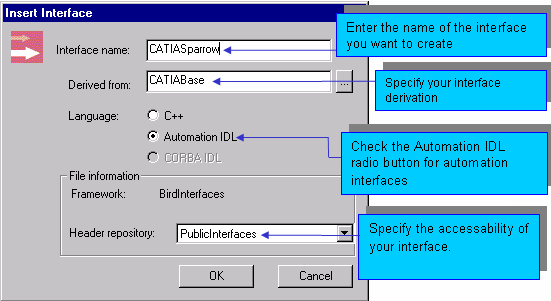 Insert Interface
Interface name:
CATIASparrow
Enter the name of the interface
you want to create
Derived from:
CATIABase
...
Specify your interface
derivation
Language:
C++
Automation IDL
CORBA IDL
Check the Automation IDL
radio button for automation
interfaces
File information
Framework:
BirdInterfaces
Header repository:
PublicInterfaces
Specify the accessability of
your interface.
OK
Cancel